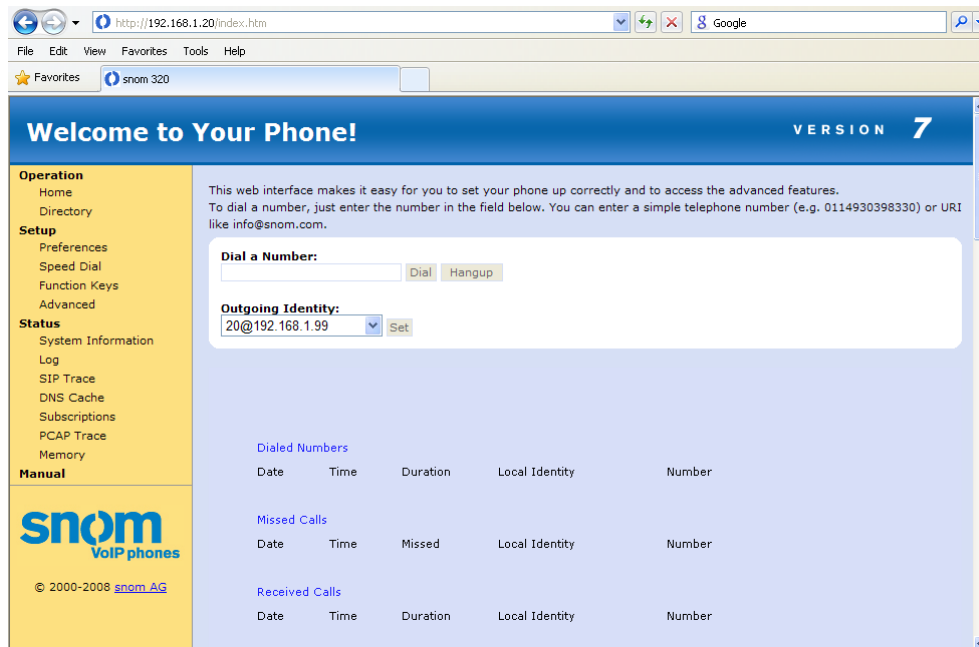 http://192.168.1.20/index.htm
Google
File Edit View Favorites Tools Help
Favorites
snom 320
Welcome to Your Phone!
VERSION 7
Operation
Home
Directory
Setup
Preferences
Speed Dial
Function Keys
Advanced
Status
System Information
Log
SIP Trace
DNS Cache
Subscriptions
PCAP Trace
Memory
Manual
snom
VoIP phones
© 2000-2008 snom AG
This web interface makes it easy for you to set your phone up correctly and to access the advanced features.
To dial a number, just enter the number in the field below. You can enter a simple telephone number (e.g. 0114930398330) or URI
like info@snom.com.
Dial a Number:
Dial Hangup
Outgoing Identity:
20@192.168.1.99 Set
Dialed Numbers
Date Time Duration Local Identity Number
Missed Calls
Date Time Missed Local Identity Number
Received Calls
Date Time Duration Local Identity Number